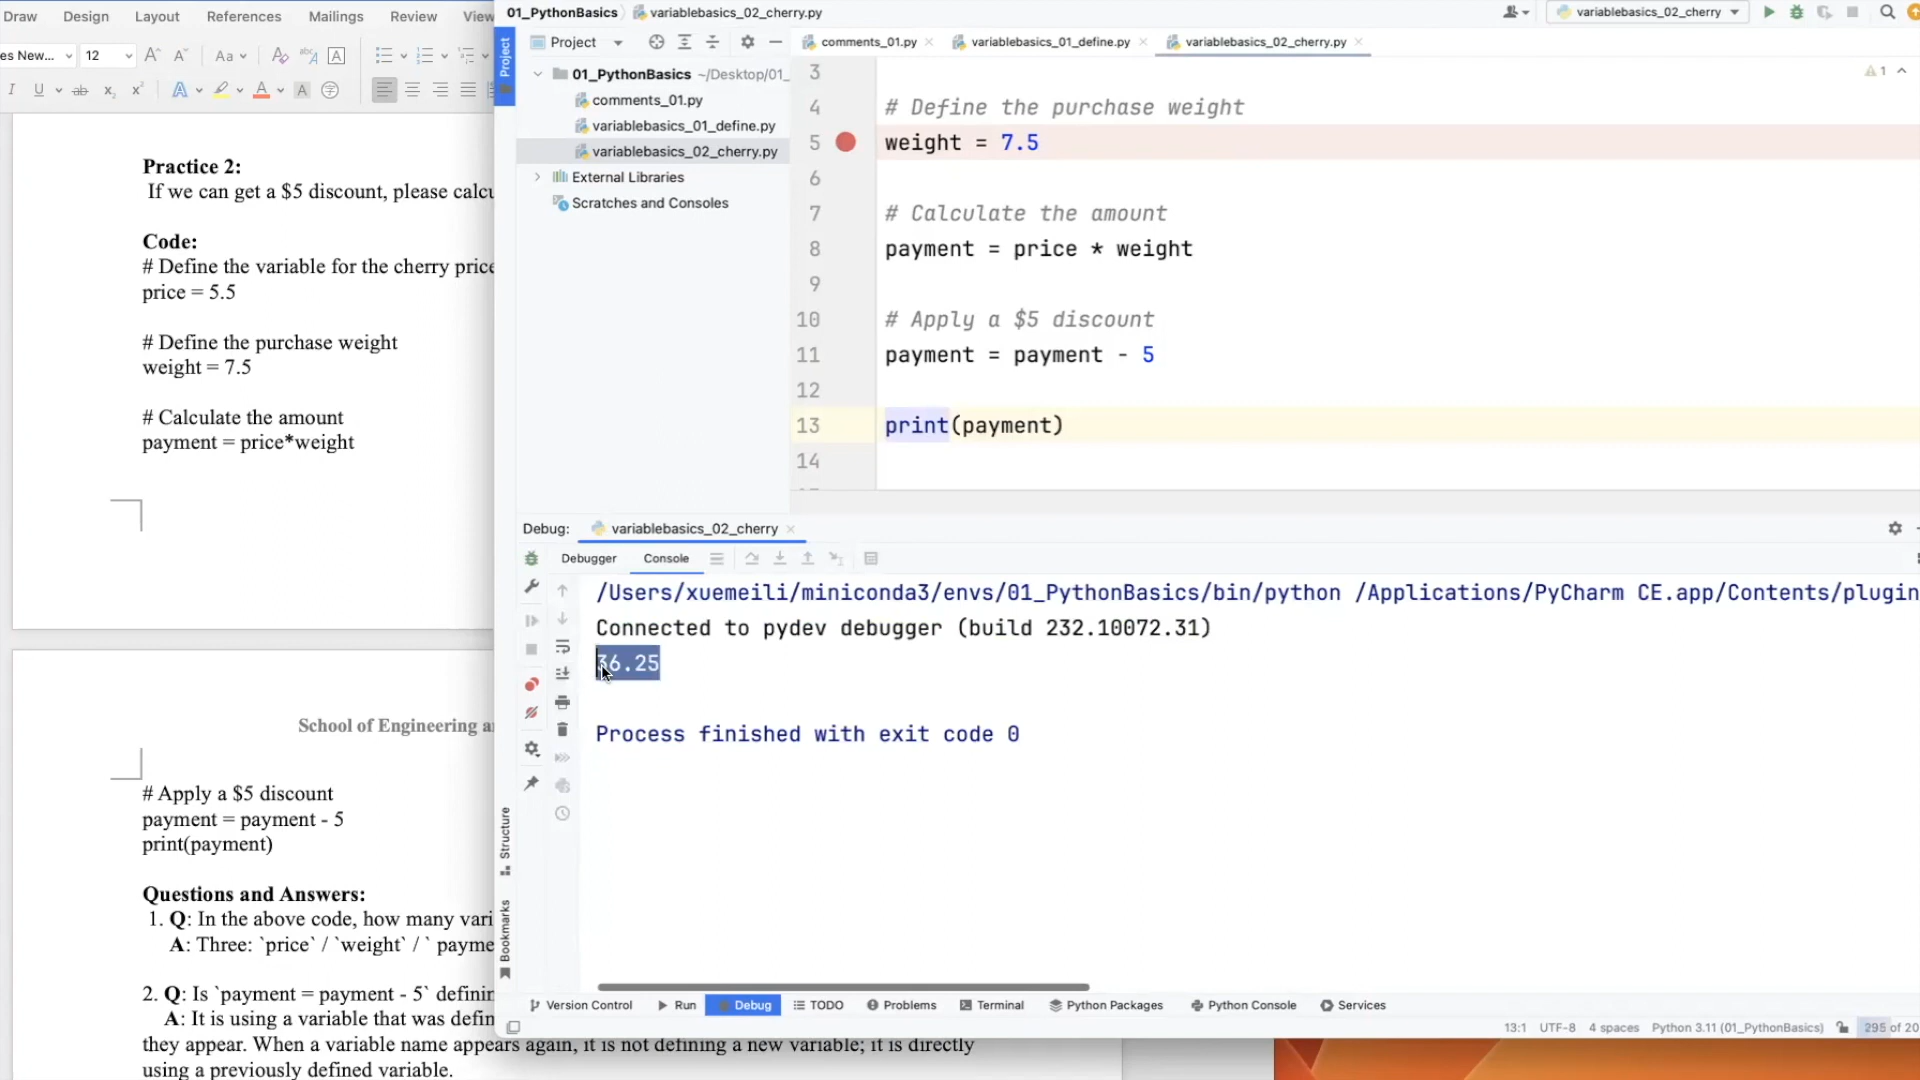 Draw Design Layout References Mailings Review View
es New... 12 Aa
Practice 2:
If we can get a $5 discount, please calcu
Code:
# Define the variable for the cherry price
price = 5.5
# Define the purchase weight
weight = 7.5
# Calculate the amount
payment = price*weight
School of Engineering a
# Apply a $5 discount
payment = payment - 5
print(payment)
Questions and Answers:
1. Q: In the above code, how many vari
A: Three: `price` / `weight` / ` payme
2. Q: Is `payment = payment - 5` definin
A: It is using a variable that was defin
they appear. When a variable name appears again, it is not defining a new variable; it is directly
using a previously defined variable.
01_PythonBasics variablebasics_02_cherry.py
variablebasics_02_cherry
Project
comments_01.py variablebasics_01_define.py variablebasics_02_cherry.py
Project
01_PythonBasics ~/Desktop/01_
comments_01.py
variablebasics_01_define.py
variablebasics_02_cherry.py
External Libraries
Scratches and Consoles
1
3
4 # Define the purchase weight
5 weight = 7.5
6
7 # Calculate the amount
8 payment = price * weight
9
10 # Apply a $5 discount
11 payment = payment - 5
12
13 print(payment)
14
Debug: variablebasics_02_cherry
Debugger Console
/Users/xuemeili/miniconda3/envs/01_PythonBasics/bin/python /Applications/PyCharm CE.app/Contents/plugin
Connected to pydev debugger (build 232.10072.31)
36.25
Process finished with exit code 0
Structure
Bookmarks
Version Control Run Debug TODO Problems Terminal Python Packages Python Console Services
13:1 UTF-8 4 spaces Python 3.11 (01_PythonBasics) 295 of 20